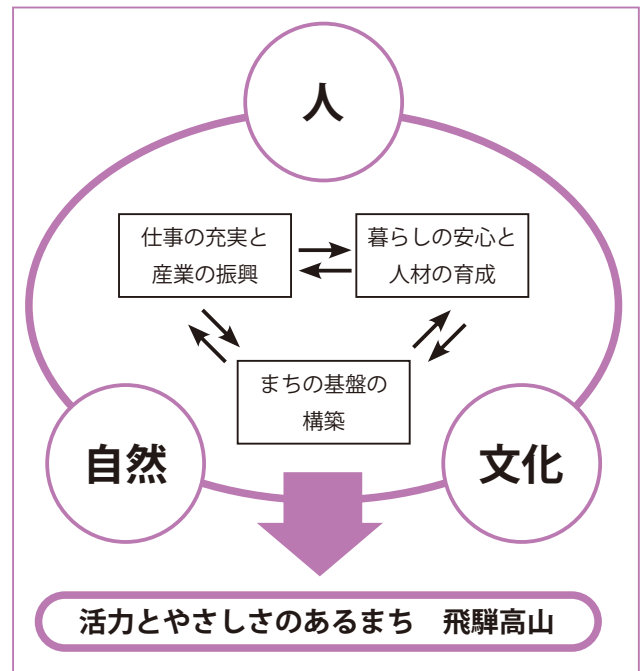 人
仕事の充実と
産業の振興
暮らしの安心と
人材の育成
まちの基盤の
構築
自然
文化
活力とやさしさのあるまち　飛騨高山